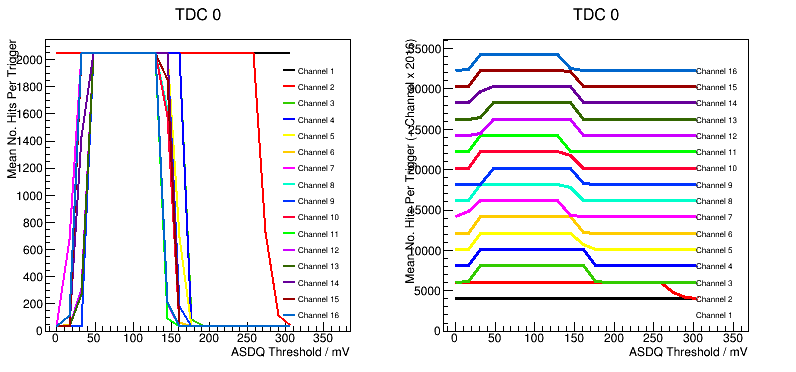 TDC 0
Mean No. Hits Per Trigger
2000
1800
1600
1400
1200
1000
800
600
400
200
0
0 50 100 150 200 250 300 350
ASDQ Threshold / mV
Channel 1
Channel 2
Channel 3
Channel 4
Channel 5
Channel 6
Channel 7
Channel 8
Channel 9
Channel 10
Channel 11
Channel 12
Channel 13
Channel 14
Channel 15
Channel 16
TDC 0
Mean No. Hits Per Trigger (+ Channel x 2016)
35000
30000
25000
20000
15000
10000
5000
0
0 50 100 150 200 250 300 350
ASDQ Threshold / mV
Channel 16
Channel 15
Channel 14
Channel 13
Channel 12
Channel 11
Channel 10
Channel 9
Channel 8
Channel 7
Channel 6
Channel 5
Channel 4
Channel 3
Channel 2
Channel 1